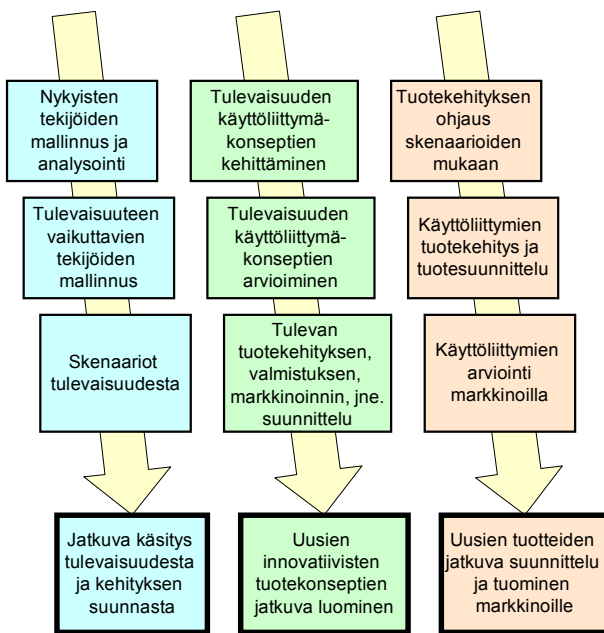 Nykyisten
tekijöiden
mallinnus ja
analysointi
Tulevaisuuteen
vaikuttavien
tekijöiden
mallinnus
Skenaariot
tulevaisuudesta
Jatkuva käsitys
tulevaisuudesta
ja kehityksen
suunnasta
Tulevaisuuden
käyttöliittymä-
konseptien
kehittäminen
Tulevaisuuden
käyttöliittymä-
konseptien
arvioiminen
Tulevan
tuotekehityksen,
valmistuksen,
markkinoinnin, jne.
suunnittelu
Uusien
innovatiivisten
tuotekonseptien
jatkuva luominen
Tuotekehityksen
ohjaus
skenaarioiden
mukaan
Käyttöliittymien
tuotekehitys ja
tuotesuunnittelu
Käyttöliittymien
arviointi
markkinoilla
Uusien tuotteiden
jatkuva suunnittelu
ja tuominen
markkinoille